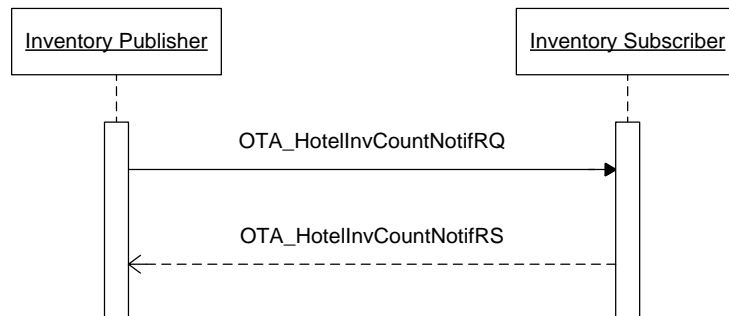 Inventory Publisher
Inventory Subscriber
OTA_HotelInvCountNotifRQ
OTA_HotelInvCountNotifRS